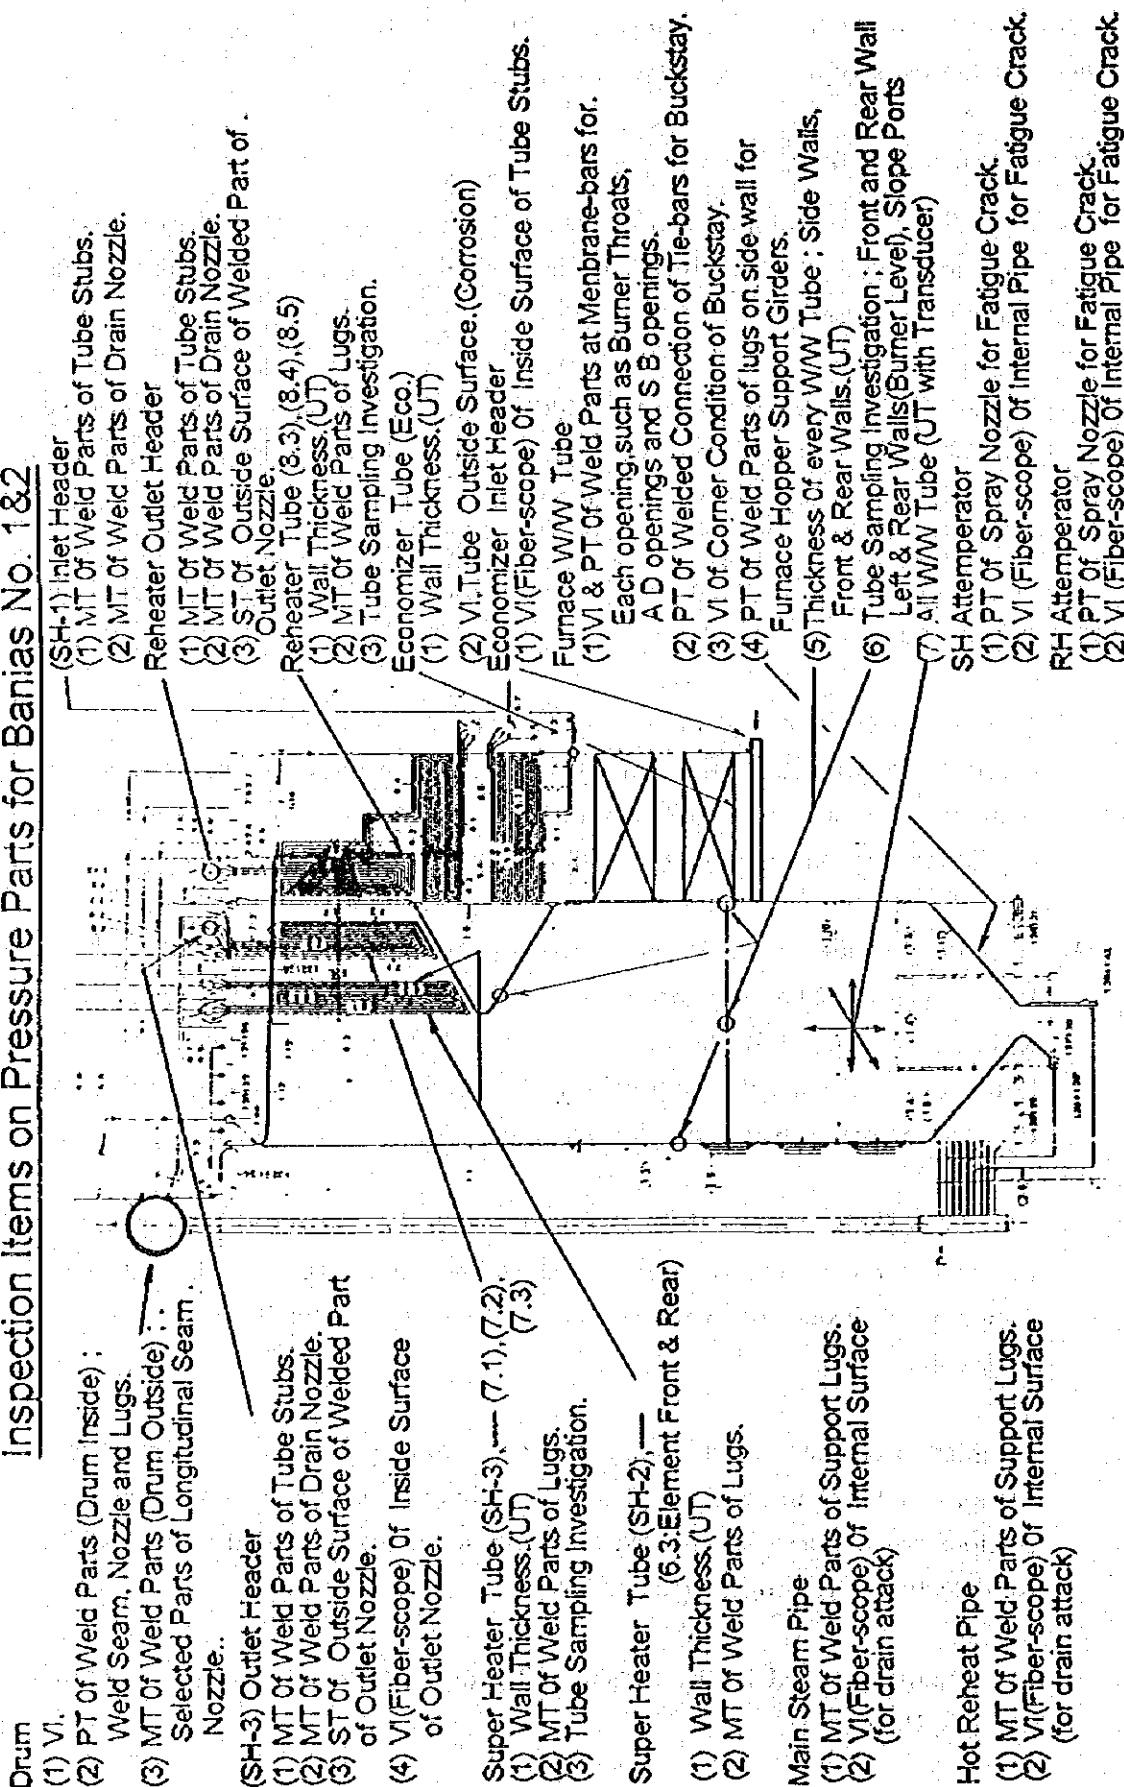 Inspection Items on Pressure Parts for Banias No. 1&2
Drum
(1) VI.
(2) PT Of Weld Parts (Drum Inside) ;
Weld Seam, Nozzle and Lugs.
(3) MT Of Weld Parts (Drum Outside) ;
Selected Parts of Longitudinal Seam
Nozzle..
(SH-3) Outlet Header
(1) MT Of Weld Parts of Tube Stubs.
(2) MT Of Weld Parts of Drain Nozzle.
(3) ST Of Outside Surface of Welded Part
of Outlet Nozzle.
(4) VI(Fiber-scope) Of Inside Surface
of Outlet Nozzle.
Super Heater Tube (SH-3), (7.1),(7.2),
(7.3)
(1) Wall Thickness.(UT)
(2) MT Of Weld Parts of Lugs.
(3) Tube Sampling Investigation.
Super Heater Tube (SH-2),
(6.3:Element Front & Rear)
(1) Wall Thickness.(UT)
(2) MT Of Weld Parts of Lugs.
Main Steam Pipe
(1) MT Of Weld Parts of Support Lugs.
(2) VI(Fiber-scope) Of Internal Surface
(for drain attack)
Hot Reheat Pipe
(1) MT Of Weld Parts of Support Lugs.
(2) VI(Fiber-scope) Of Internal Surface
(for drain attack)
(SH-1) Inlet Header
(1) MT Of Weld Parts of Tube Stubs.
(2) MT Of Weld Parts of Drain Nozzle.
Reheater Outlet Header
(1) MT Of Weld Parts of Tube Stubs.
(2) MT Of Weld Parts of Drain Nozzle.
(3) ST Of Outside Surface of Welded Part of
Outlet Nozzle.
Reheater Tube (8.3),(8.4),(8.5)
(1) Wall Thickness.(UT)
(2) MT Of Weld Parts of Lugs.
(3) Tube Sampling Investigation.
Economizer Tube (Eco.)
(1) Wall Thickness.(UT)
(2) VI.Tube Outside Surface.(Corrosion)
Economizer Inlet Header
(1) VI(Fiber-scope) Of Inside Surface of Tube Stubs.
Furnace W/W Tube
(1)VI & PT Of Weld Parts at Menbrane-bars for
Each opening,such as Burner Throats,
A D openings and S B openings.
(2) PT Of Welded Connection of Tie-bars for Buckstay.
(3) VI Of Corner Condition of Buckstay.
(4) PT Of Weld Parts of lugs on side wall for
Furnace Hopper Support Girders.
(5)Thickness Of every W/W Tube ; Side Walls,
Front & Rear Walls.(UT)
(6) Tube Sampling Investigation ; Front and Rear Wall
Left & Rear Walls(Burner Level), Slope Ports
(7) All W/W Tube (UT with Transducer)
SH Attemperator
(1) PT Of Spray Nozzle for Fatigue Crack.
(2) VI (Fiber-scope) Of Internal Pipe for Fatigue Crack.
RH Attemperator
(1) PT Of Spray Nozzle for Fatigue Crack.
(2) VI (Fiber-scope) Of Internal Pipe for Fatigue Crack.